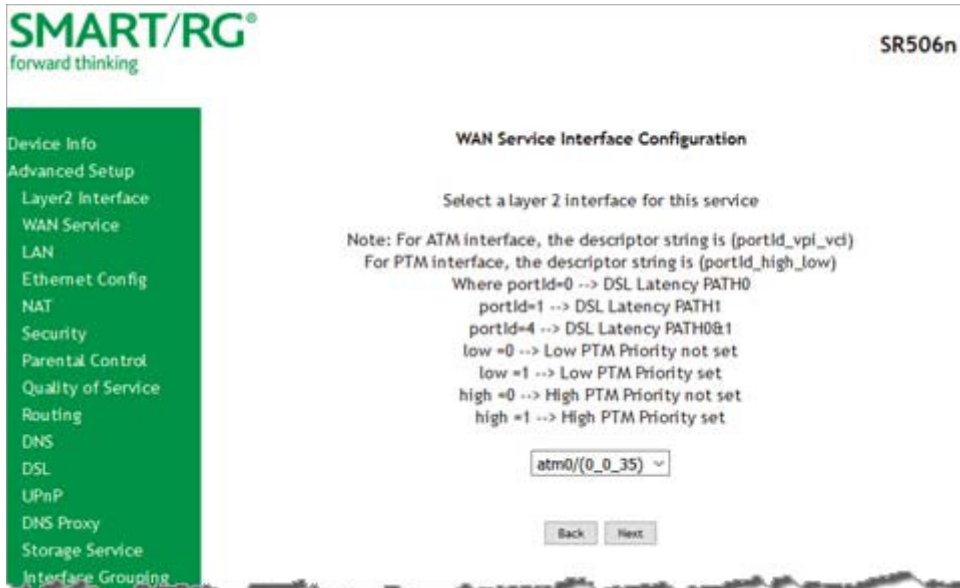 SMART/RG®
forward thinking
SR506n
Device Info
Advanced Setup
Layer2 Interface
WAN Service
LAN
Ethernet Config
NAT
Security
Parental Control
Quality of Service
Routing
DNS
DSL
UPnP
DNS Proxy
Storage Service
Interface Grouping
WAN Service Interface Configuration
Select a layer 2 interface for this service
Note: For ATM interface, the descriptor string is (portId_vpi_vci)
For PTM interface, the descriptor string is (portId_high_low)
Where portId=0 --> DSL Latency PATH0
portId=1 --> DSL Latency PATH1
portId=4 --> DSL Latency PATH0&1
low =0 --> Low PTM Priority not set
low =1 --> Low PTM Priority set
high =0 --> High PTM Priority not set
high =1 --> High PTM Priority set
atm0/(0_0_35)
Back Next